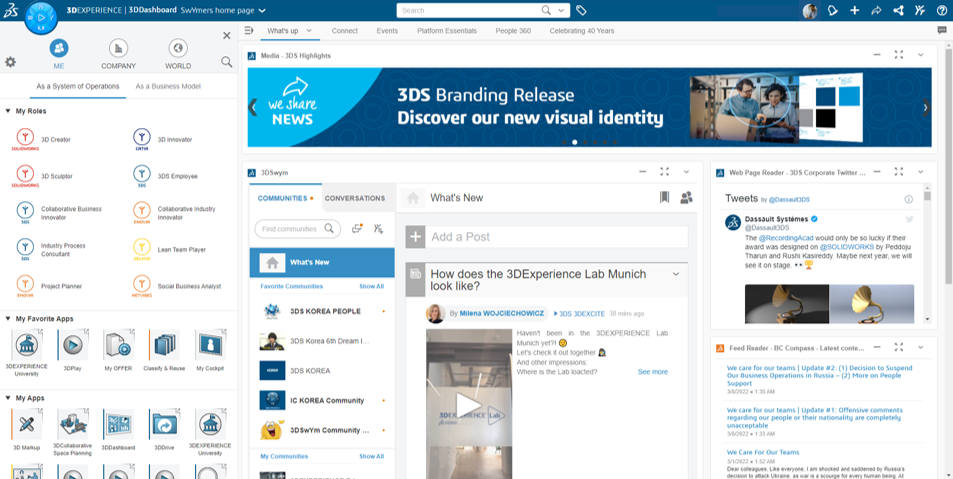 3DEXPERIENCE | 3DDashboard SwYmers home page
Search
ME
COMPANY
WORLD
As a System of Operations
As a Business Model
My Roles
3D Creator
SOLIDWORKS
3D Innovator
CATIA
3D Sculptor
SOLIDWORKS
3DS Employee
3DS
Collaborative Business Innovator
3DS
Collaborative Industry Innovator
ENOVIA
Industry Process Consultant
3DS
Lean Team Player
DELMIA
Project Planner
ENOVIA
Social Business Analyst
NETVIBES
My Favorite Apps
3DEXPERIENCE University
3DPlay
My OFFER
Classify & Reuse
My Cockpit
My Apps
3D Markup
3DCollaborative Space Planning
3DDashboard
3DDrive
3DEXPERIENCE University
What's up
Connect
Events
Platform Essentials
People 360
Celebrating 40 Years
Media - 3DS Highlights
we share
NEWS
3DS Branding Release
Discover our new visual identity
3DSwym
COMMUNITIES
CONVERSATIONS
Find communities
What's New
Favorite Communities
Show All
3DS KOREA PEOPLE
3DS Korea 6th Dream I...
3DS KOREA
IC KOREA Community
3DSwYm Community ...
My Communities
Show All
What's New
Add a Post
How does the 3DExperience Lab Munich
look like?
By Milena WOJCIECHOWICZ
3DS 3DEXCITE
38 mins ago
Haven't been in the 3DEXPERIENCE Lab
Munich yet?!
Let's check it out together
And other impressions:
Where is the Lab loacted?
See more
3DEXPERIENCE Lab
Web Page Reader - 3DS Corporate Twitter ...
Tweets by @Dassault3DS
Dassault Systèmes
@Dassault3DS
The @RecordingAcad would only be so lucky if their
award was designed on @SOLIDWORKS by Peddoju
Tharun and Rushi Kasireddy. Maybe next year, we will
see it on stage.
Feed Reader - BC Compass - Latest conte...
We care for our teams | Update #2: (1) Decision to Suspend
Our Business Operations in Russia – (2) More on People
Support
3/8/2022 • 1:35 AM
We care for our teams | Update #1: Offensive comments
regarding our people or their nationality are completely
unacceptable
3/6/2022 • 1:33 AM
We Care For Our Teams
3/1/2022 • 1:52 AM
Dear colleagues, Like everyone, I am shocked and saddened by Russia's
decision to attack Ukraine, as war is a scourge for every human being. At